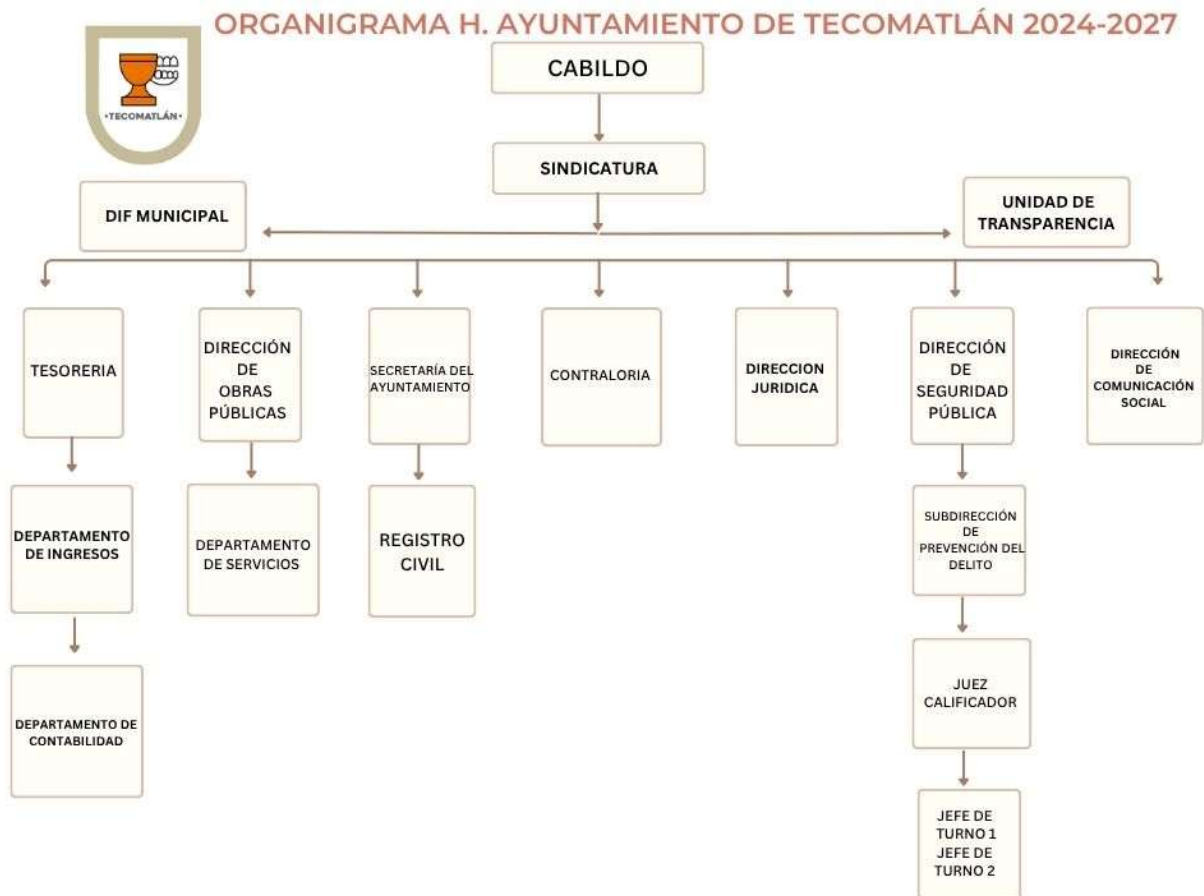 ORGANIGRAMA H. AYUNTAMIENTO DE TECOMATLÁN 2024-2027
•TECOMATLÁN•
CABILDO
SINDICATURA
DIF MUNICIPAL
UNIDAD DE
TRANSPARENCIA
TESORERIA
DIRECCIÓN
DE
OBRAS
PÚBLICAS
SECRETARÍA DEL
AYUNTAMIENTO
CONTRALORIA
DIRECCION
JURIDICA
DIRECCIÓN
DE
SEGURIDAD
PÚBLICA
DIRECCIÓN
DE
COMUNICACIÓN
SOCIAL
DEPARTAMENTO
DE INGRESOS
DEPARTAMENTO
DE SERVICIOS
REGISTRO
CIVIL
SUBDIRECCIÓN
DE
PREVENCIÓN DEL
DELITO
DEPARTAMENTO DE
CONTABILIDAD
JUEZ
CALIFICADOR
JEFE DE
TURNO 1
JEFE DE
TURNO 2